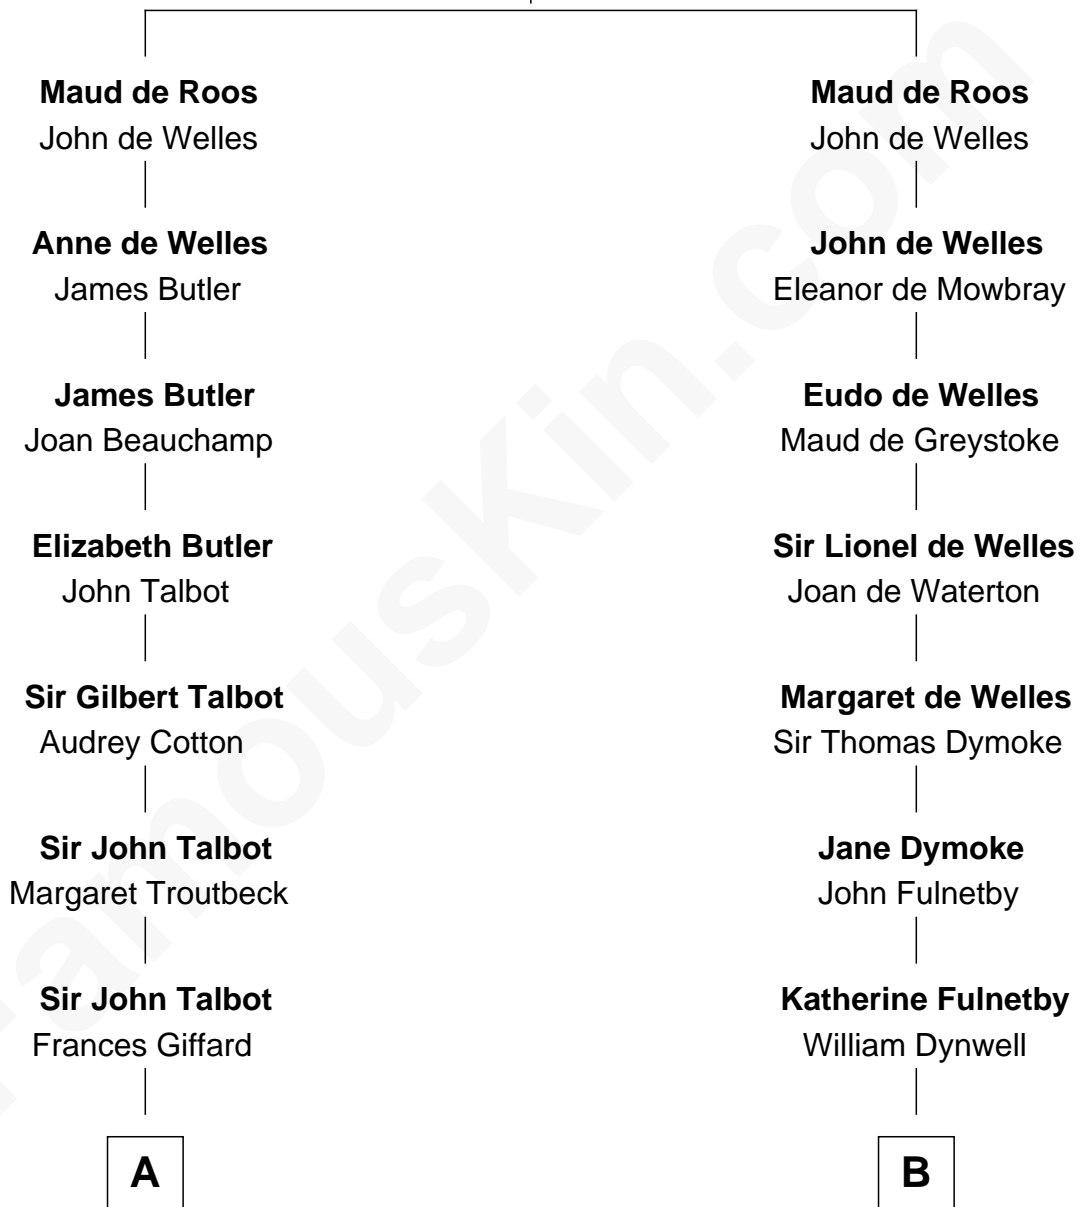 Maud de Roos
John de Welles
Anne de Welles
James Butler
James Butler
Joan Beauchamp
Elizabeth Butler
John Talbot
Sir Gilbert Talbot
Audrey Cotton
Sir John Talbot
Margaret Troutbeck
Sir John Talbot
Frances Giffard
A
Maud de Roos
John de Welles
John de Welles
Eleanor de Mowbray
Eudo de Welles
Maud de Greystoke
Sir Lionel de Welles
Joan de Waterton
Margaret de Welles
Sir Thomas Dymoke
Jane Dymoke
John Fulnetby
Katherine Fulnetby
William Dynwell
B
FamousKin.com